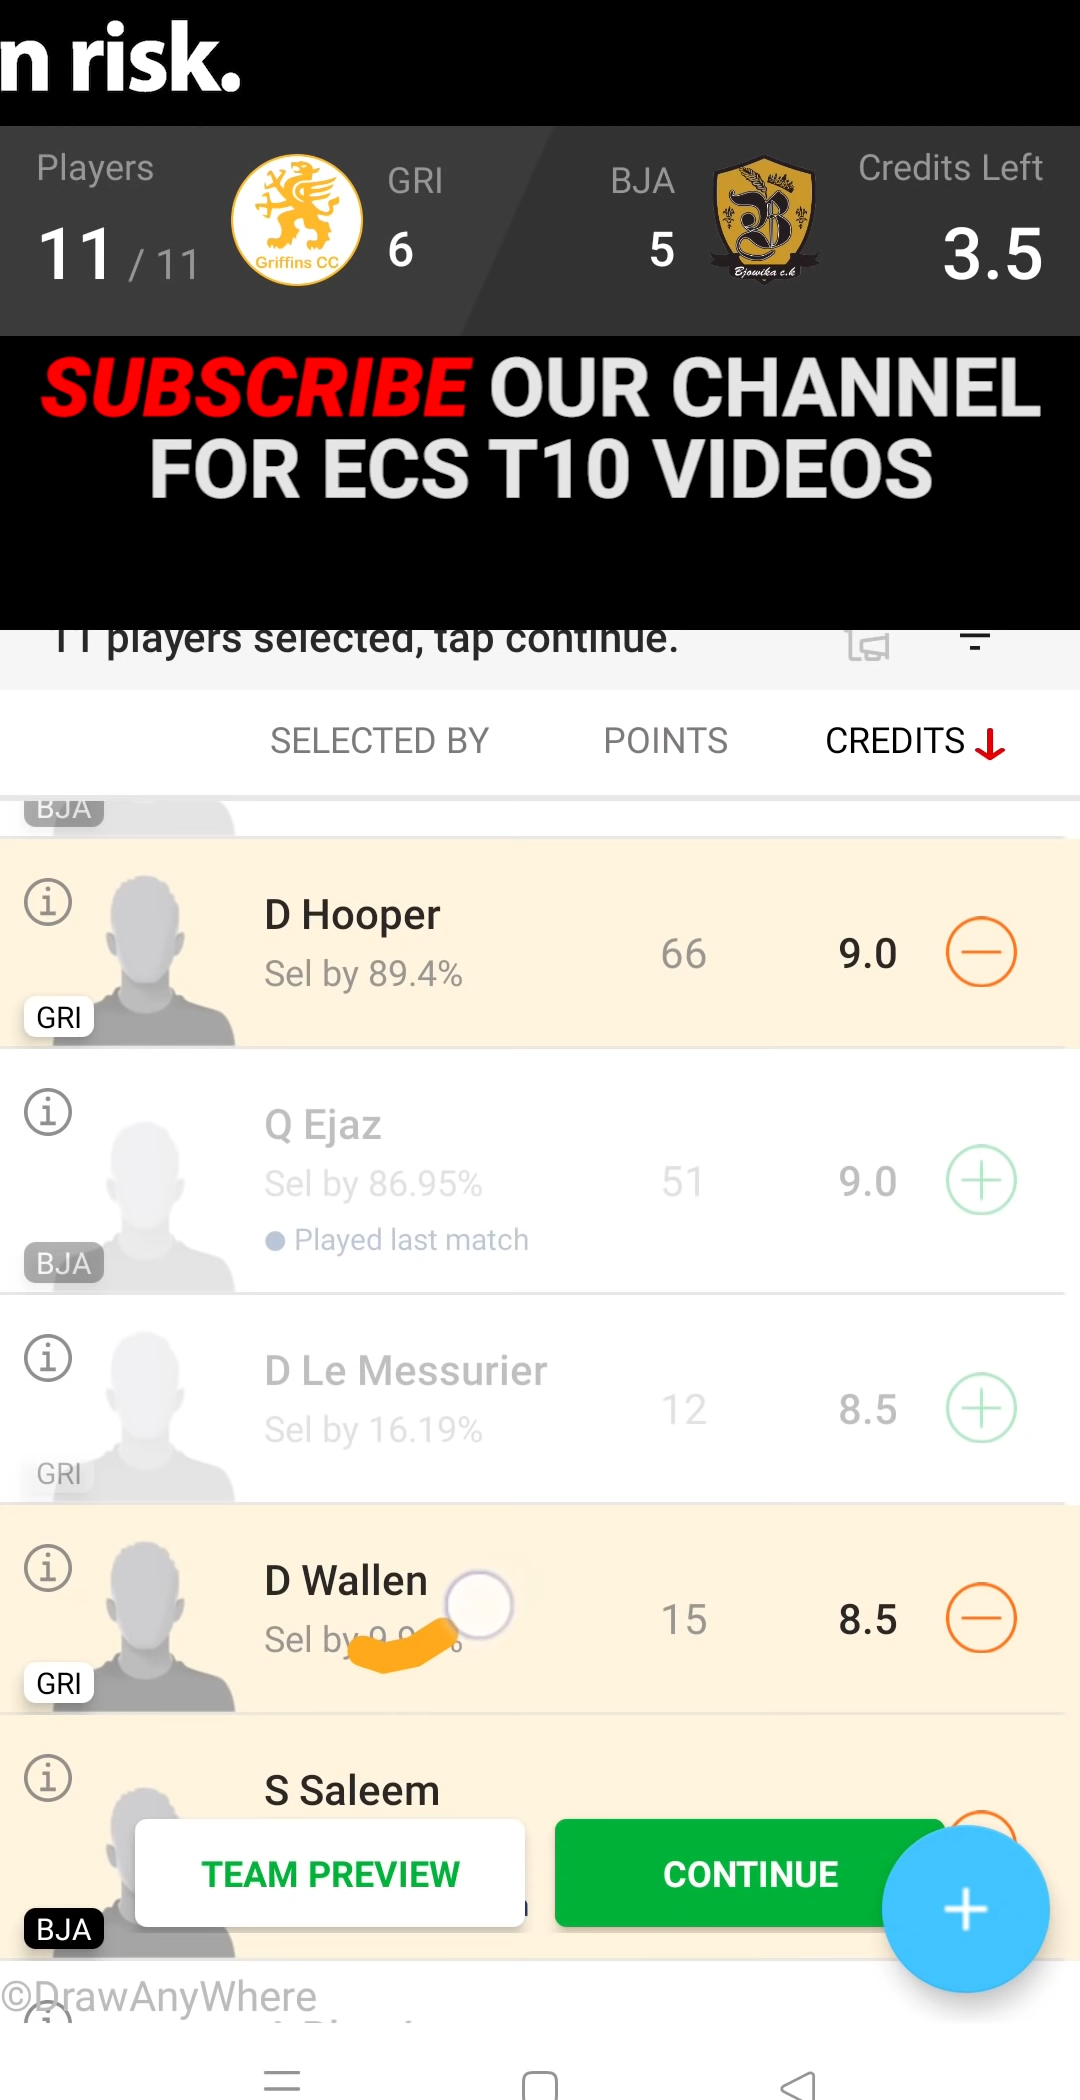 n risk.
Players
GRI
BJA
Credits Left
11 / 11
6
5
3.5
Griffins CC
Bjowika c.k
SUBSCRIBE OUR CHANNEL
FOR ECS T10 VIDEOS
11 players selected, tap continue.
SELECTED BY
POINTS
CREDITS
BJA
D Hooper
Sel by 89.4%
66
9.0
GRI
Q Ejaz
Sel by 86.95%
51
9.0
Played last match
BJA
D Le Messurier
Sel by 16.19%
12
8.5
GRI
D Wallen
Sel by
15
8.5
GRI
S Saleem
TEAM PREVIEW
CONTINUE
BJA
©DrawAnyWhere